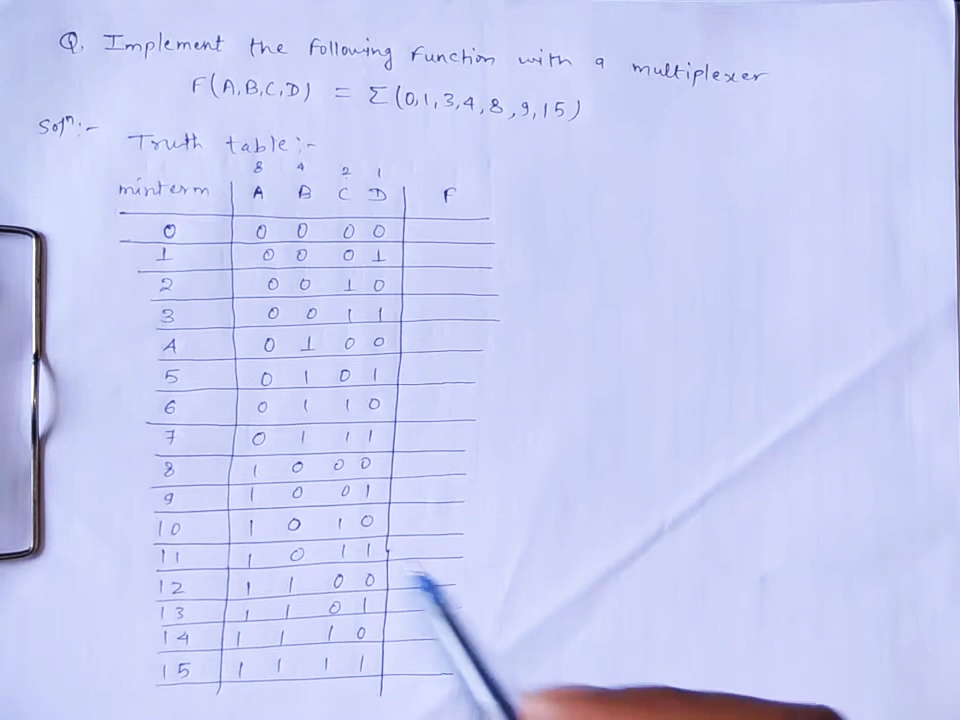 Q. Implement the following function with a multiplexer
F(A,B,C,D) = Σ(0,1,3,4,8,9,15)
Solⁿ:-
Truth table:-
8 4 2 1
minterm A B C D F
0 0 0 0 0
1 0 0 0 1
2 0 0 1 0
3 0 0 1 1
4 0 1 0 0
5 0 1 0 1
6 0 1 1 0
7 0 1 1 1
8 1 0 0 0
9 1 0 0 1
10 1 0 1 0
11 1 0 1 1
12 1 1 0 0
13 1 1 0 1
14 1 1 1 0
15 1 1 1 1